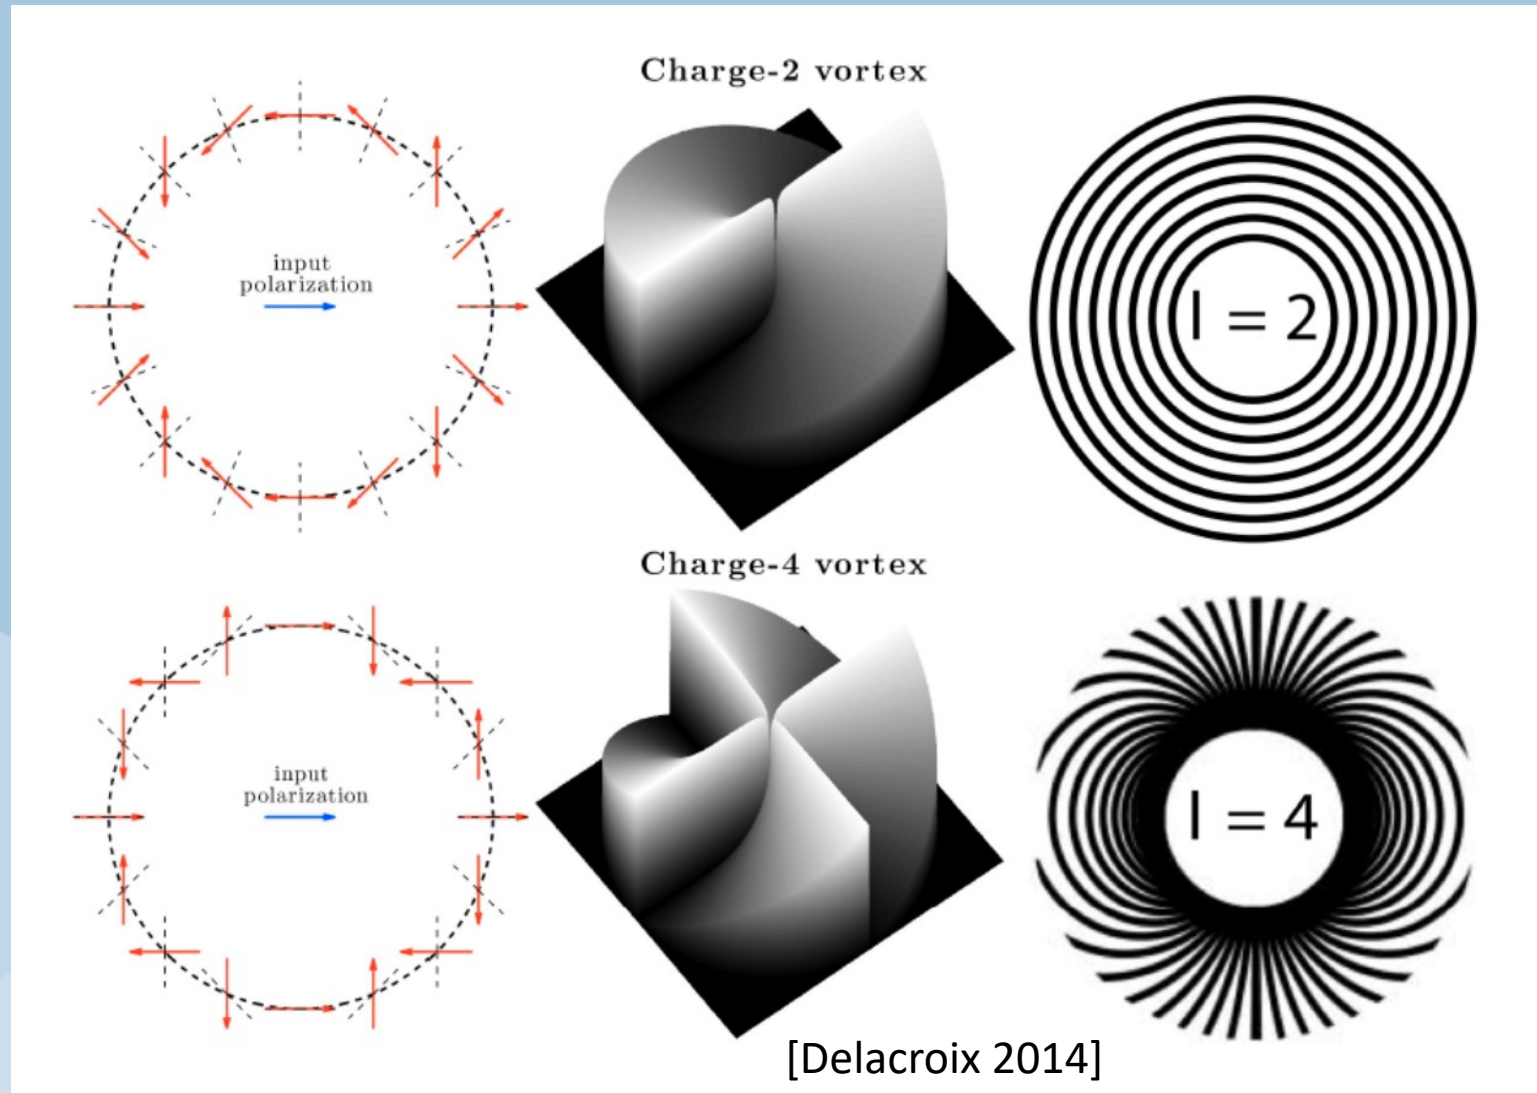 Charge-2 vortex
input
polarization
l = 2
Charge-4 vortex
input
polarization
l = 4
[Delacroix 2014]